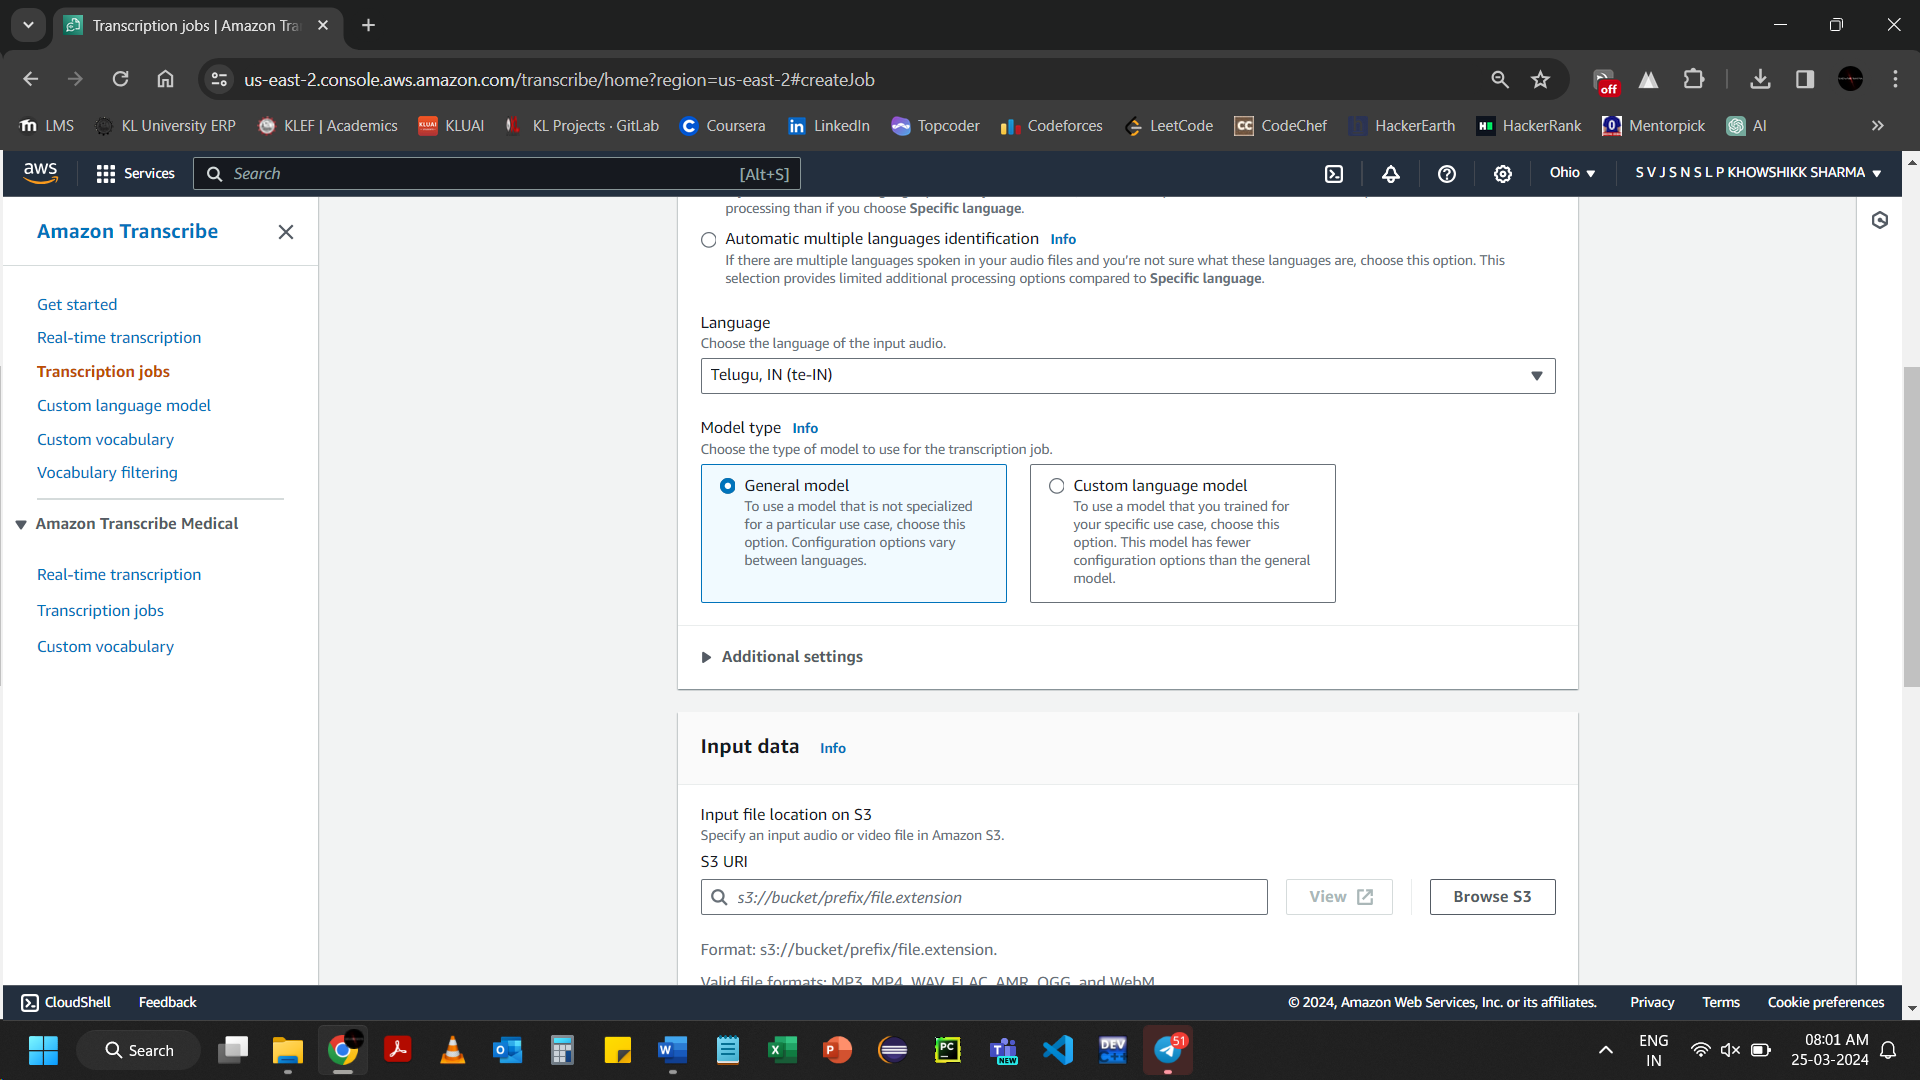 Transcription jobs | Amazon Tra
us-east-2.console.aws.amazon.com/transcribe/home?region=us-east-2#createJob
off
LMS
KL University ERP
KLEF | Academics
KLUAI
KL Projects · GitLab
Coursera
LinkedIn
Topcoder
Codeforces
LeetCode
CodeChef
HackerEarth
HackerRank
Mentorpick
AI
aws
Services
Search
[Alt+S]
Ohio
S V J S N S L P KHOWSHIKK SHARMA
Amazon Transcribe
Get started
Real-time transcription
Transcription jobs
Custom language model
Custom vocabulary
Vocabulary filtering
Amazon Transcribe Medical
Real-time transcription
Transcription jobs
Custom vocabulary
processing than if you choose Specific language.
Automatic multiple languages identification Info
If there are multiple languages spoken in your audio files and you're not sure what these languages are, choose this option. This
selection provides limited additional processing options compared to Specific language.
Language
Choose the language of the input audio.
Telugu, IN (te-IN)
Model type Info
Choose the type of model to use for the transcription job.
General model
To use a model that is not specialized
for a particular use case, choose this
option. Configuration options vary
between languages.
Custom language model
To use a model that you trained for
your specific use case, choose this
option. This model has fewer
configuration options than the general
model.
Additional settings
Input data Info
Input file location on S3
Specify an input audio or video file in Amazon S3.
S3 URI
s3://bucket/prefix/file.extension
View
Browse S3
Format: s3://bucket/prefix/file.extension.
Valid file formats: MP3, MP4, WAV, FLAC, AMR, OGG, and WebM
CloudShell
Feedback
© 2024, Amazon Web Services, Inc. or its affiliates.
Privacy
Terms
Cookie preferences
Search
51
ENG
IN
08:01 AM
25-03-2024